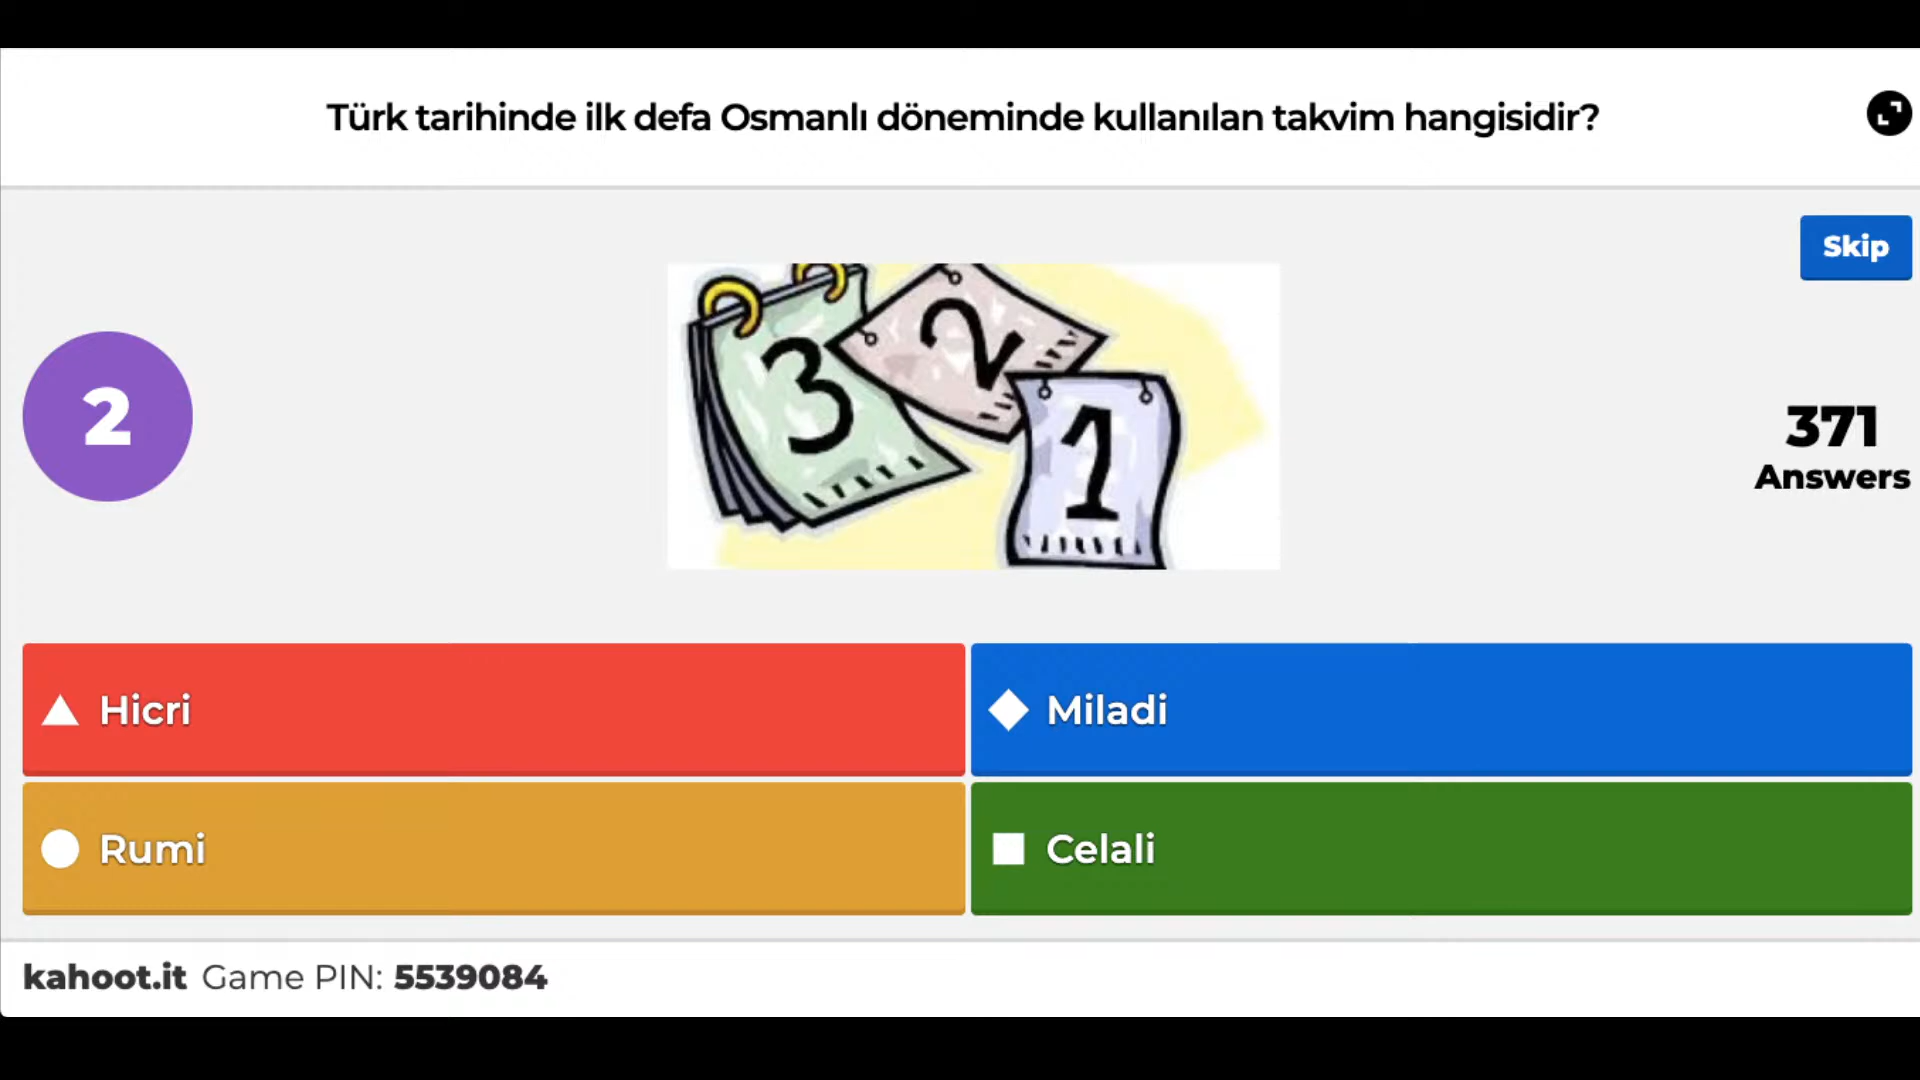 Türk tarihinde ilk defa Osmanlı döneminde kullanılan takvim hangisidir?
Skip
2
3
2
1
371
Answers
Hicri
Miladi
Rumi
Celali
kahoot.it Game PIN: 5539084